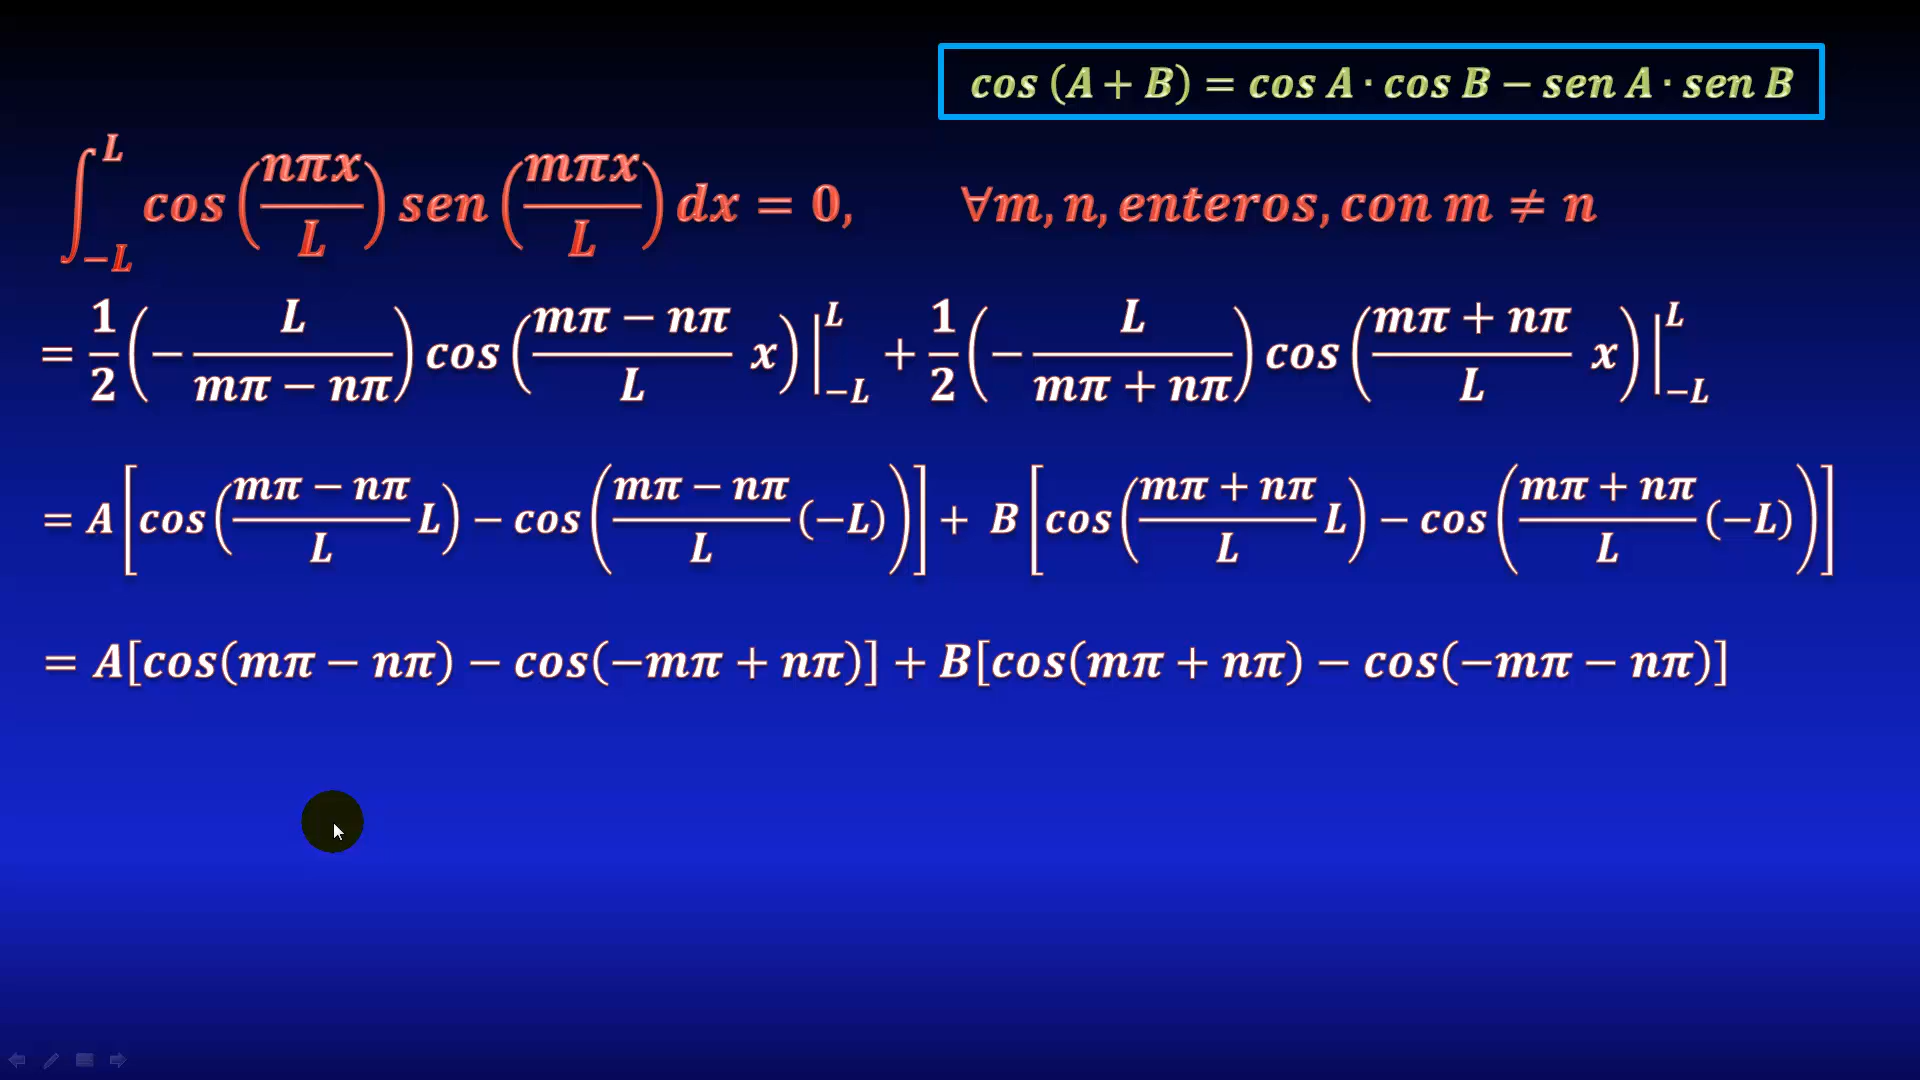 cos (A + B) = cos A · cos B − sen A · sen B
∫_{−L}^{L} cos (nπx/L) sen (mπx/L) dx = 0, ∀m, n, enteros, con m ≠ n
= 1/2 (− L/(mπ − nπ)) cos ((mπ − nπ)/L x) |_{−L}^{L} + 1/2 (− L/(mπ + nπ)) cos ((mπ + nπ)/L x) |_{−L}^{L}
= A [cos ((mπ − nπ)/L L) − cos ((mπ − nπ)/L (−L))] + B [cos ((mπ + nπ)/L L) − cos ((mπ + nπ)/L (−L))]
= A[cos(mπ − nπ) − cos(−mπ + nπ)] + B[cos(mπ + nπ) − cos(−mπ − nπ)]